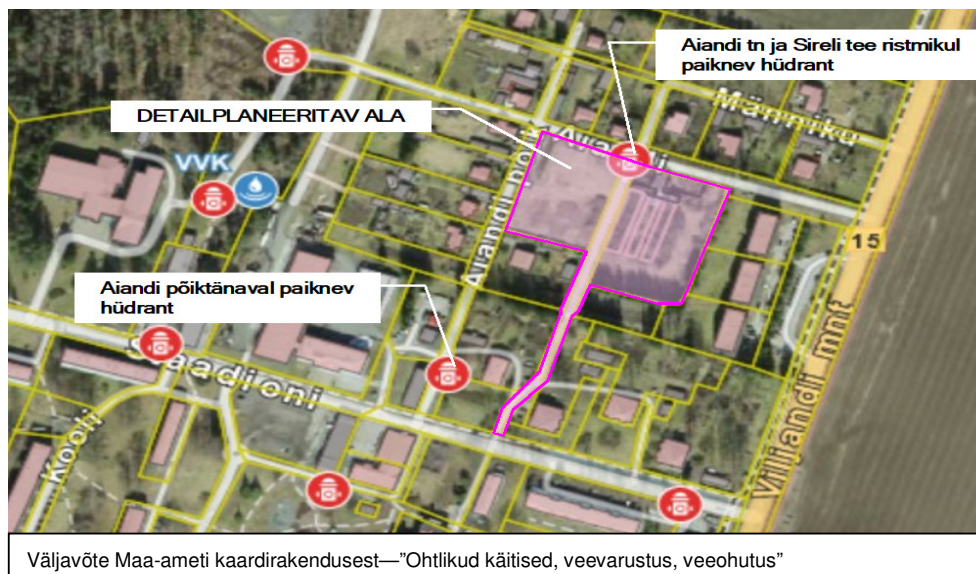 Aiandi tn ja Sireli tee ristmikul
paiknev hüdrant
DETAILPLANEERITAV ALA
Männiku
Aiandi
VVK
Aiandi põik
15
Aiandi põiktänaval paiknev
hüdrant
Staadioni
Kooli
Viljandi mnt
Väljavõte Maa-ameti kaardirakendusest—”Ohtlikud käitised, veevarustus, veeohutus”